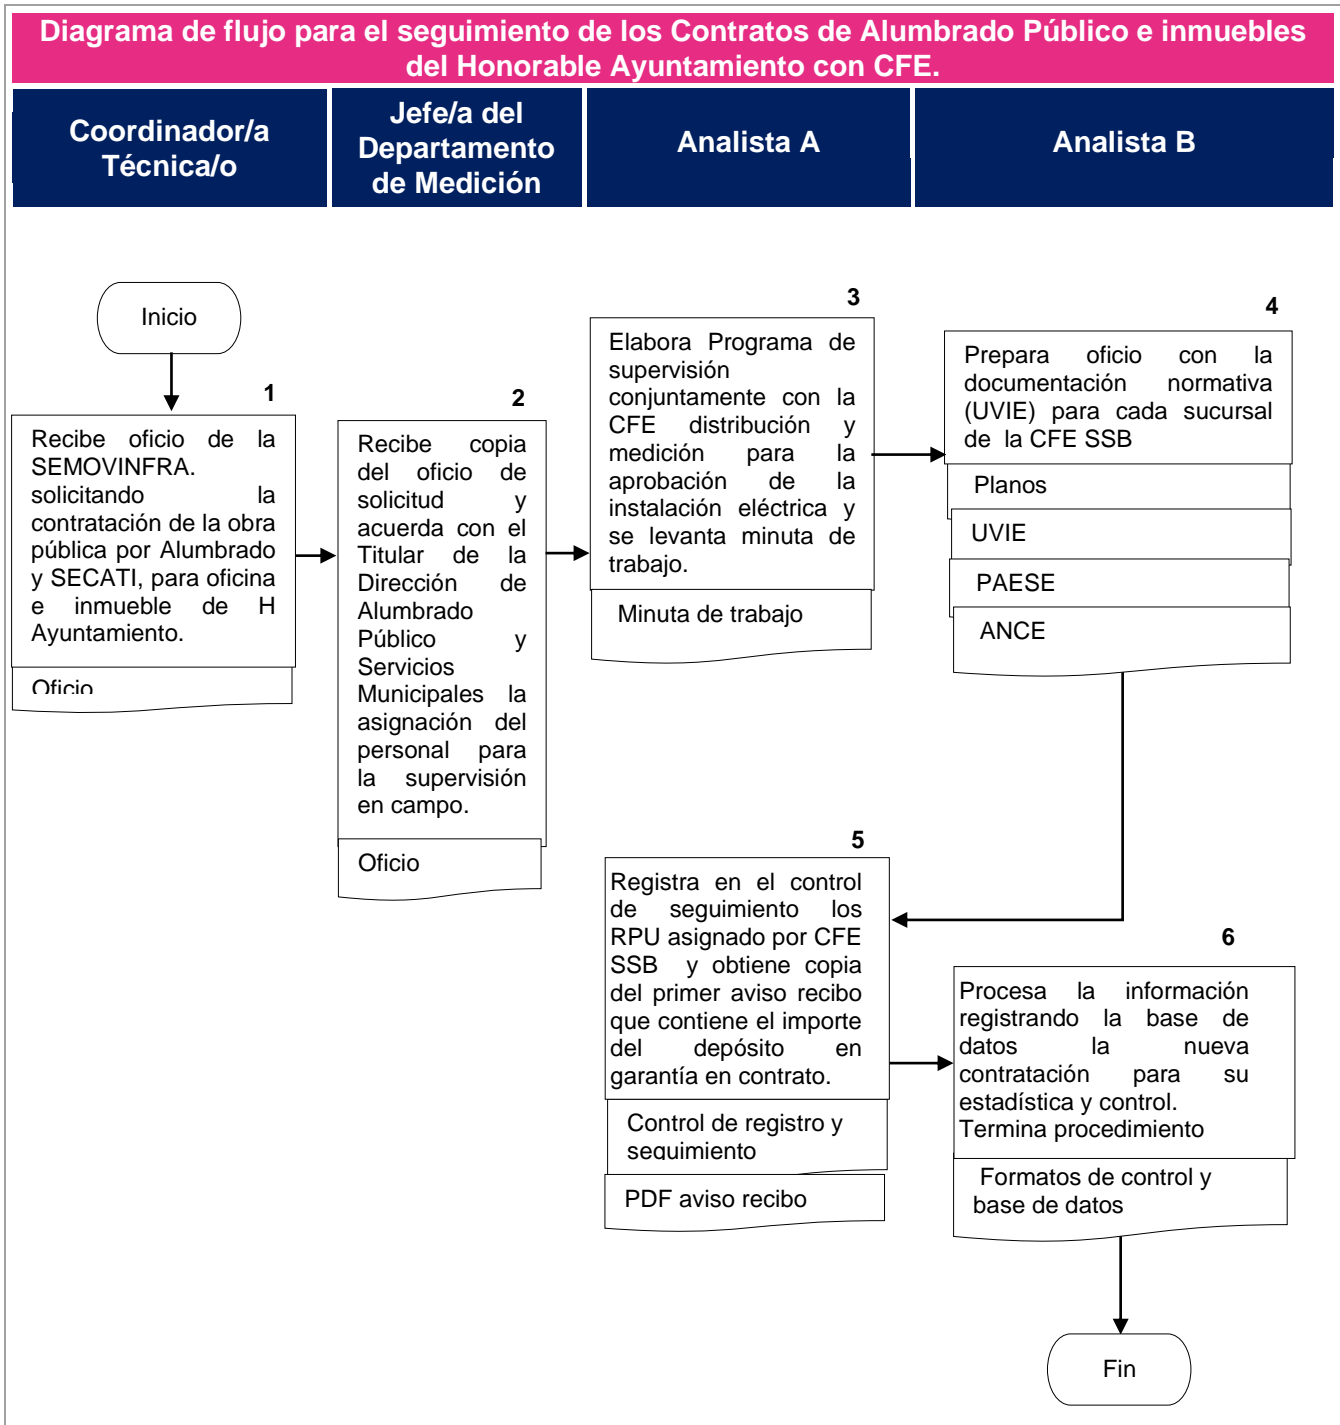 Diagrama de flujo para el seguimiento de los Contratos de Alumbrado Público e inmuebles
del Honorable Ayuntamiento con CFE.
Coordinador/a
Técnica/o
Jefe/a del
Departamento
de Medición
Analista A
Analista B
Inicio
1
Recibe oficio de la
SEMOVINFRA.
solicitando la
contratación de la obra
pública por Alumbrado
y SECATI, para oficina
e inmueble de H
Ayuntamiento.
Oficio
2
Recibe copia
del oficio de
solicitud y
acuerda con el
Titular de la
Dirección de
Alumbrado
Público y
Servicios
Municipales la
asignación del
personal para
la supervisión
en campo.
Oficio
3
Elabora Programa de
supervisión
conjuntamente con la
CFE distribución y
medición para la
aprobación de la
instalación eléctrica y
se levanta minuta de
trabajo.
Minuta de trabajo
4
Prepara oficio con la
documentación normativa
(UVIE) para cada sucursal
de la CFE SSB
Planos
UVIE
PAESE
ANCE
5
Registra en el control
de seguimiento los
RPU asignado por CFE
SSB y obtiene copia
del primer aviso recibo
que contiene el importe
del depósito en
garantía en contrato.
Control de registro y
seguimiento
PDF aviso recibo
6
Procesa la información
registrando la base de
datos la nueva
contratación para su
estadística y control.
Termina procedimiento
Formatos de control y
base de datos
Fin